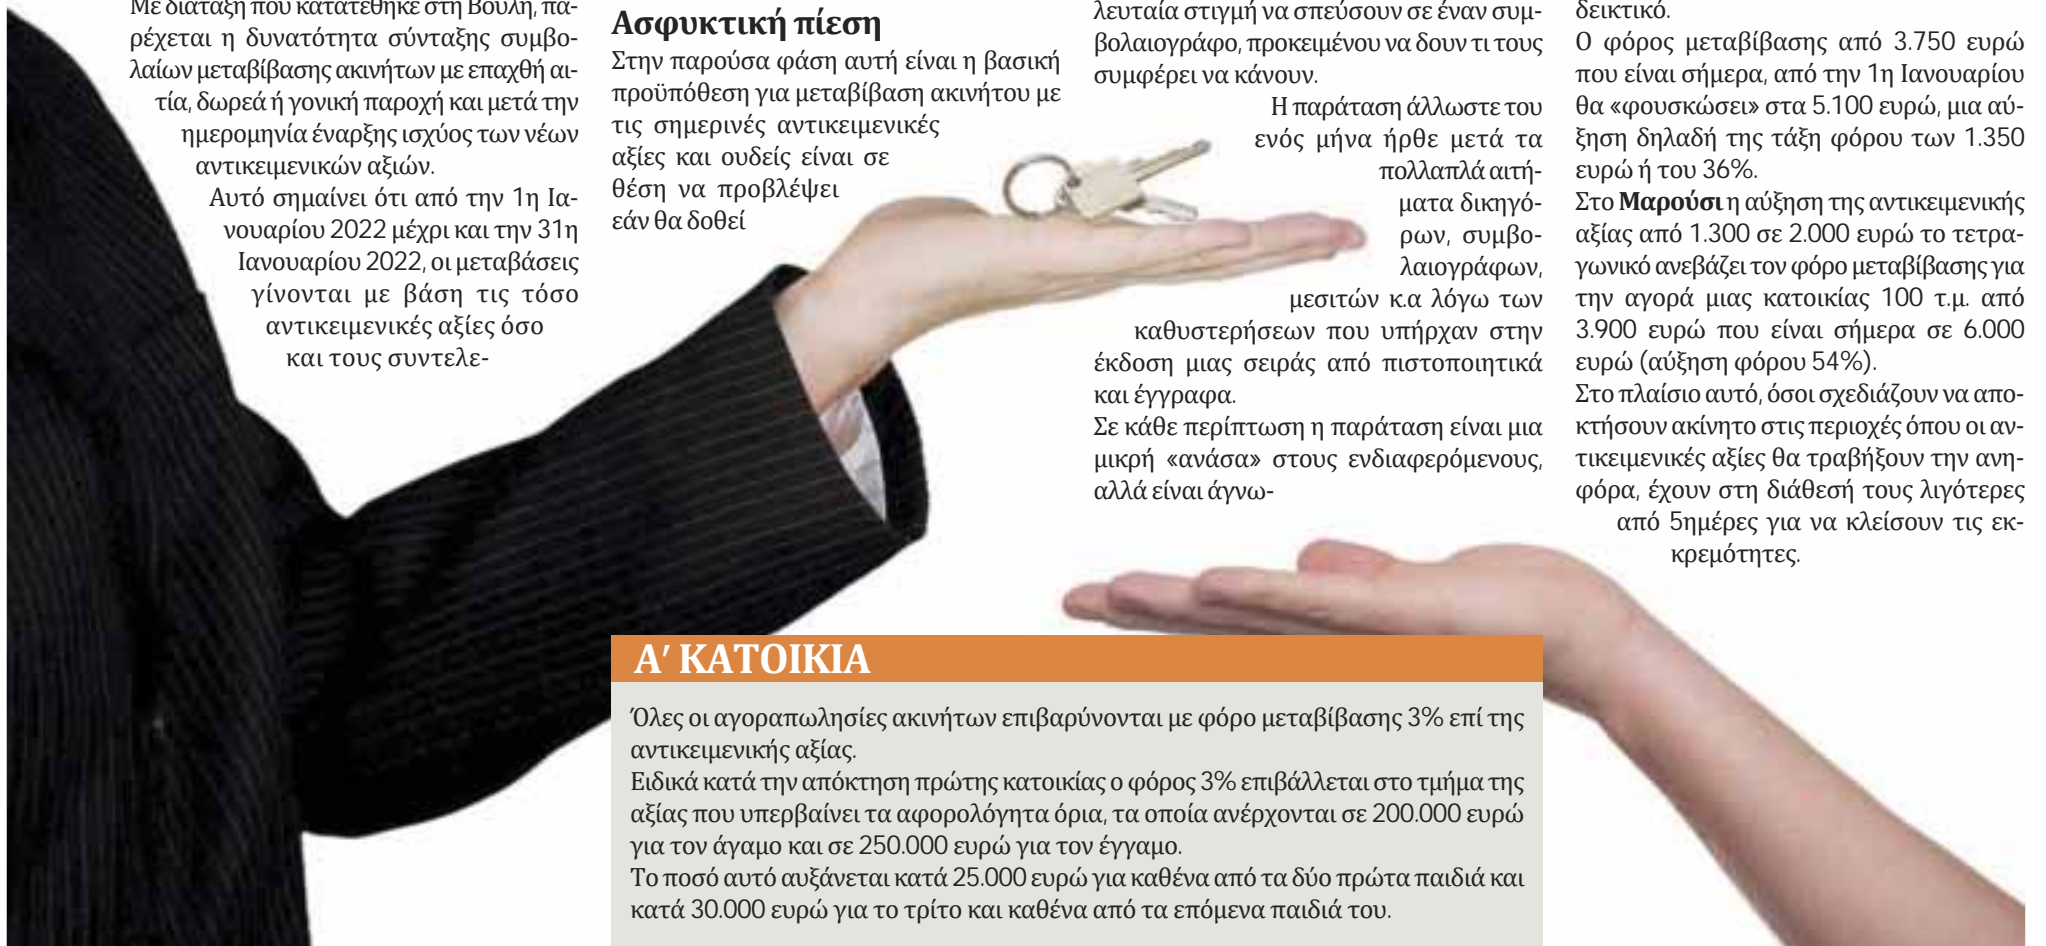 Με διάταξη που κατατέθηκε στη Βουλή, πα-
ρέχεται η δυνατότητα σύνταξης συμβο-
λαίων μεταβίβασης ακινήτων με επαχθή αι-
τία, δωρεά ή γονική παροχή και μετά την
ημερομηνία έναρξης ισχύος των νέων
αντικειμενικών αξιών.
Αυτό σημαίνει ότι από την 1η Ια-
νουαρίου 2022 μέχρι και την 31η
Ιανουαρίου 2022, οι μεταβάσεις
γίνονται με βάση τις τόσο
αντικειμενικές αξίες όσο
και τους συντελε-
Ασφυκτική πίεση
Στην παρούσα φάση αυτή είναι η βασική
προϋπόθεση για μεταβίβαση ακινήτου με
τις σημερινές αντικειμενικές
αξίες και ουδείς είναι σε
θέση να προβλέψει
εάν θα δοθεί
λευταία στιγμή να σπεύσουν σε έναν συμ-
βολαιογράφο, προκειμένου να δουν τι τους
συμφέρει να κάνουν.
Η παράταση άλλωστε του
ενός μήνα ήρθε μετά τα
πολλαπλά αιτή-
ματα δικηγό-
ρων, συμβο-
λαιογράφων,
μεσιτών κ.α λόγω των
καθυστερήσεων που υπήρχαν στην
έκδοση μιας σειράς από πιστοποιητικά
και έγγραφα.
Σε κάθε περίπτωση η παράταση είναι μια
μικρή «ανάσα» στους ενδιαφερόμενους,
αλλά είναι άγνω-
δεικτικό.
Ο φόρος μεταβίβασης από 3.750 ευρώ
που είναι σήμερα, από την 1η Ιανουαρίου
θα «φουσκώσει» στα 5.100 ευρώ, μια αύ-
ξηση δηλαδή της τάξη φόρου των 1.350
ευρώ ή του 36%.
Στο Μαρούσι η αύξηση της αντικειμενικής
αξίας από 1.300 σε 2.000 ευρώ το τετρα-
γωνικό ανεβάζει τον φόρο μεταβίβασης για
την αγορά μιας κατοικίας 100 τ.μ. από
3.900 ευρώ που είναι σήμερα σε 6.000
ευρώ (αύξηση φόρου 54%).
Στο πλαίσιο αυτό, όσοι σχεδιάζουν να απο-
κτήσουν ακίνητο στις περιοχές όπου οι αν-
τικειμενικές αξίες θα τραβήξουν την ανη-
φόρα, έχουν στη διάθεσή τους λιγότερες
από 5ημέρες για να κλείσουν τις εκ-
κρεμότητες.
Α’ ΚΑΤΟΙΚΙΑ
Όλες οι αγοραπωλησίες ακινήτων επιβαρύνονται με φόρο μεταβίβασης 3% επί της
αντικειμενικής αξίας.
Ειδικά κατά την απόκτηση πρώτης κατοικίας ο φόρος 3% επιβάλλεται στο τμήμα της
αξίας που υπερβαίνει τα αφορολόγητα όρια, τα οποία ανέρχονται σε 200.000 ευρώ
για τον άγαμο και σε 250.000 ευρώ για τον έγγαμο.
Το ποσό αυτό αυξάνεται κατά 25.000 ευρώ για καθένα από τα δύο πρώτα παιδιά και
κατά 30.000 ευρώ για το τρίτο και καθένα από τα επόμενα παιδιά του.